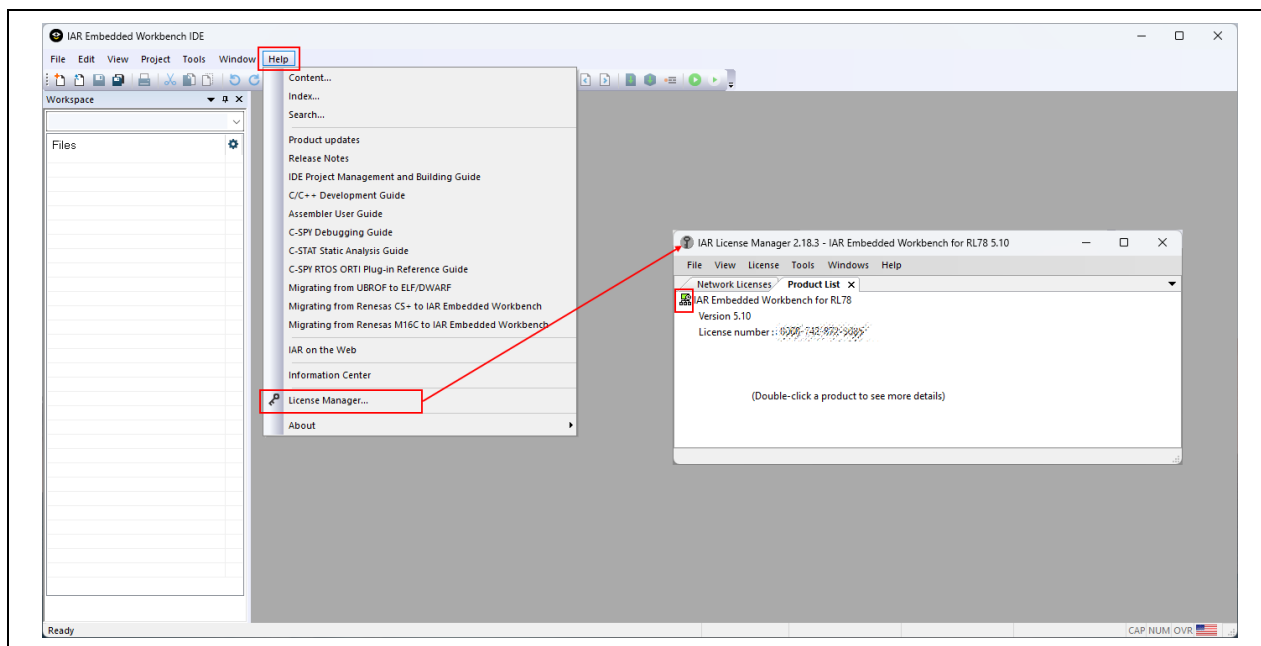 IAR Embedded Workbench IDE
File Edit View Project Tools Window Help
Workspace
Files
Content...
Index...
Search...
Product updates
Release Notes
IDE Project Management and Building Guide
C/C++ Development Guide
Assembler User Guide
C-SPY Debugging Guide
C-STAT Static Analysis Guide
C-SPY RTOS ORTI Plug-in Reference Guide
Migrating from UBROF to ELF/DWARF
Migrating from Renesas CS+ to IAR Embedded Workbench
Migrating from Renesas M16C to IAR Embedded Workbench
IAR on the Web
Information Center
License Manager...
About
IAR License Manager 2.18.3 - IAR Embedded Workbench for RL78 5.10
File View License Tools Windows Help
Network Licenses Product List
IAR Embedded Workbench for RL78
Version 5.10
License number :
(Double-click a product to see more details)
Ready
CAP NUM OVR